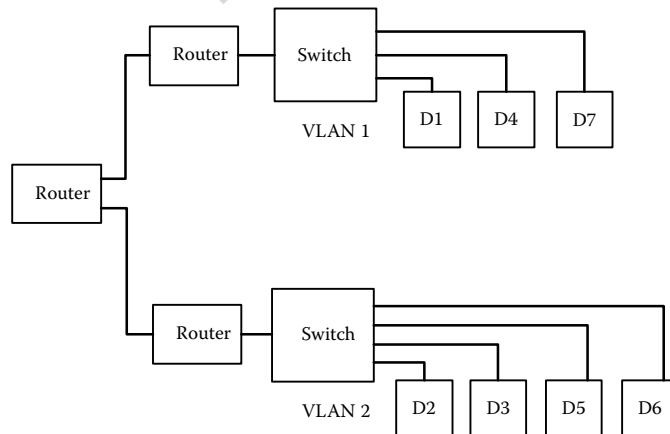 Router
Switch
D1
D4
D7
VLAN 1
Router
Router
Switch
D2
D3
D5
D6
VLAN 2